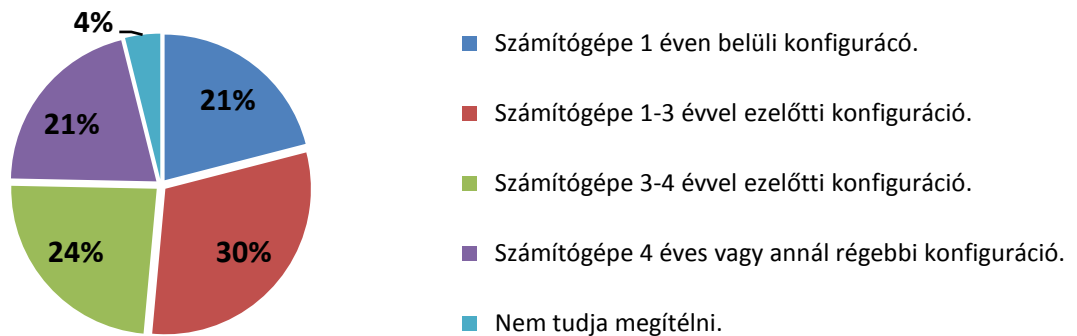 4%
21%
21%
24%
30%
Számítógépe 1 éven belüli konfigurácó.
Számítógépe 1-3 évvel ezelőtti konfiguráció.
Számítógépe 3-4 évvel ezelőtti konfiguráció.
Számítógépe 4 éves vagy annál régebbi konfiguráció.
Nem tudja megítélni.